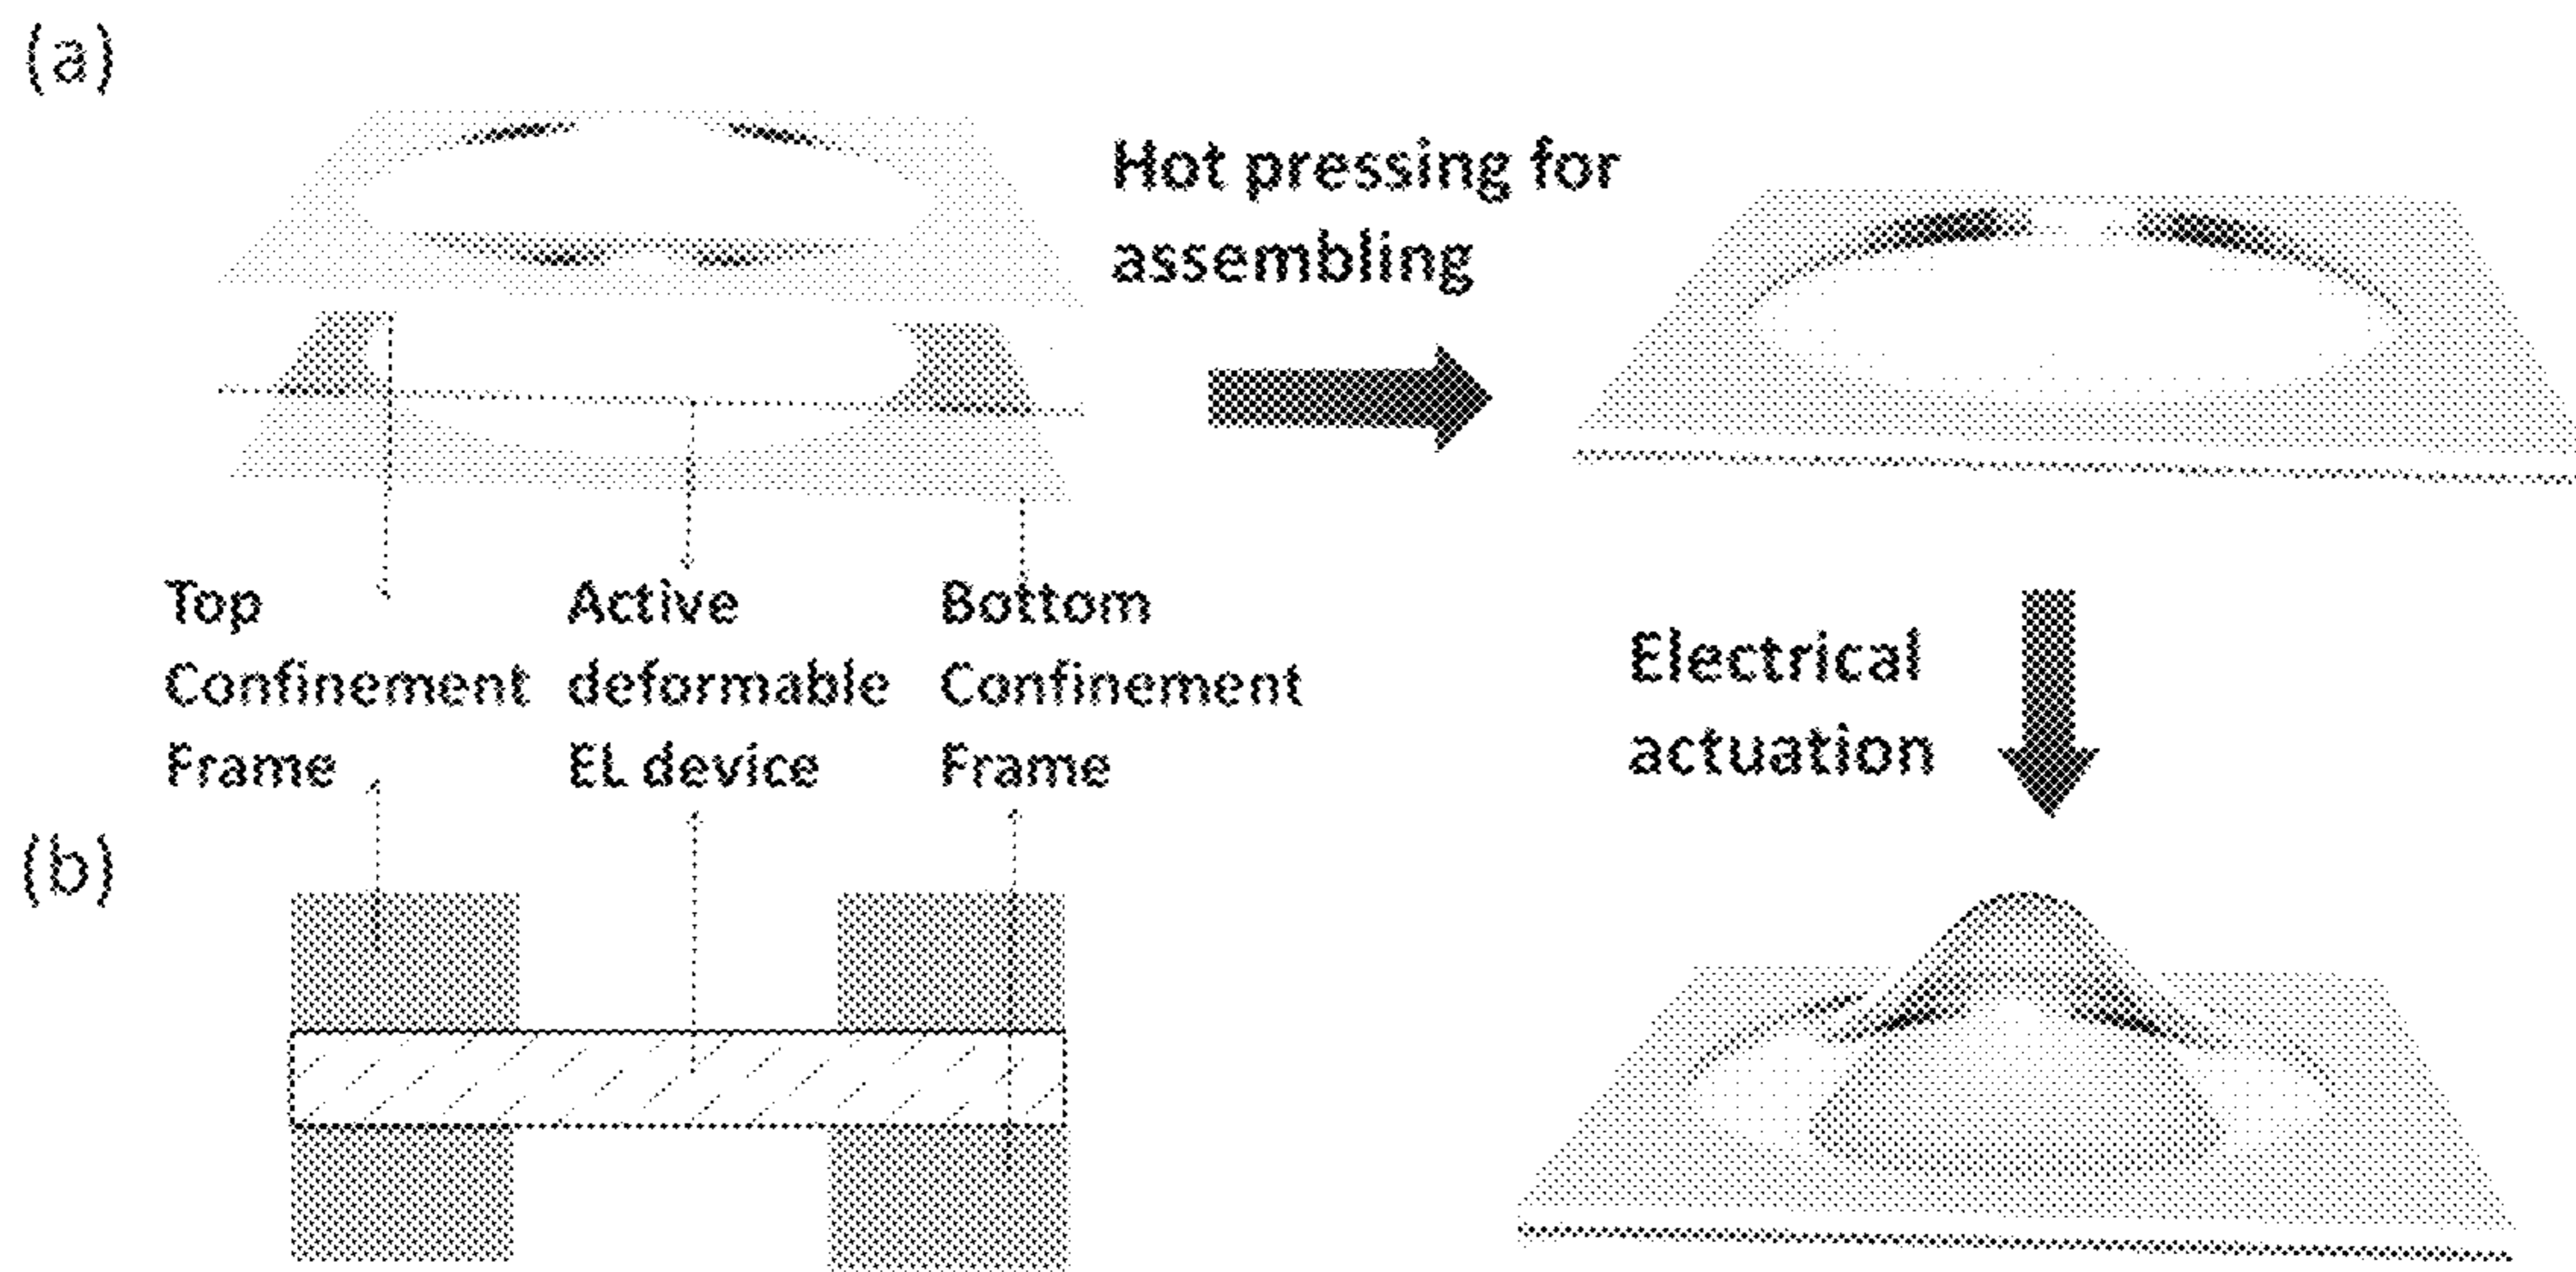 (a)
Hot pressing for
assembling
Top
Confinement
Frame
Active
deformable
EL device
Bottom
Confinement
Frame
Electrical
actuation
(b)